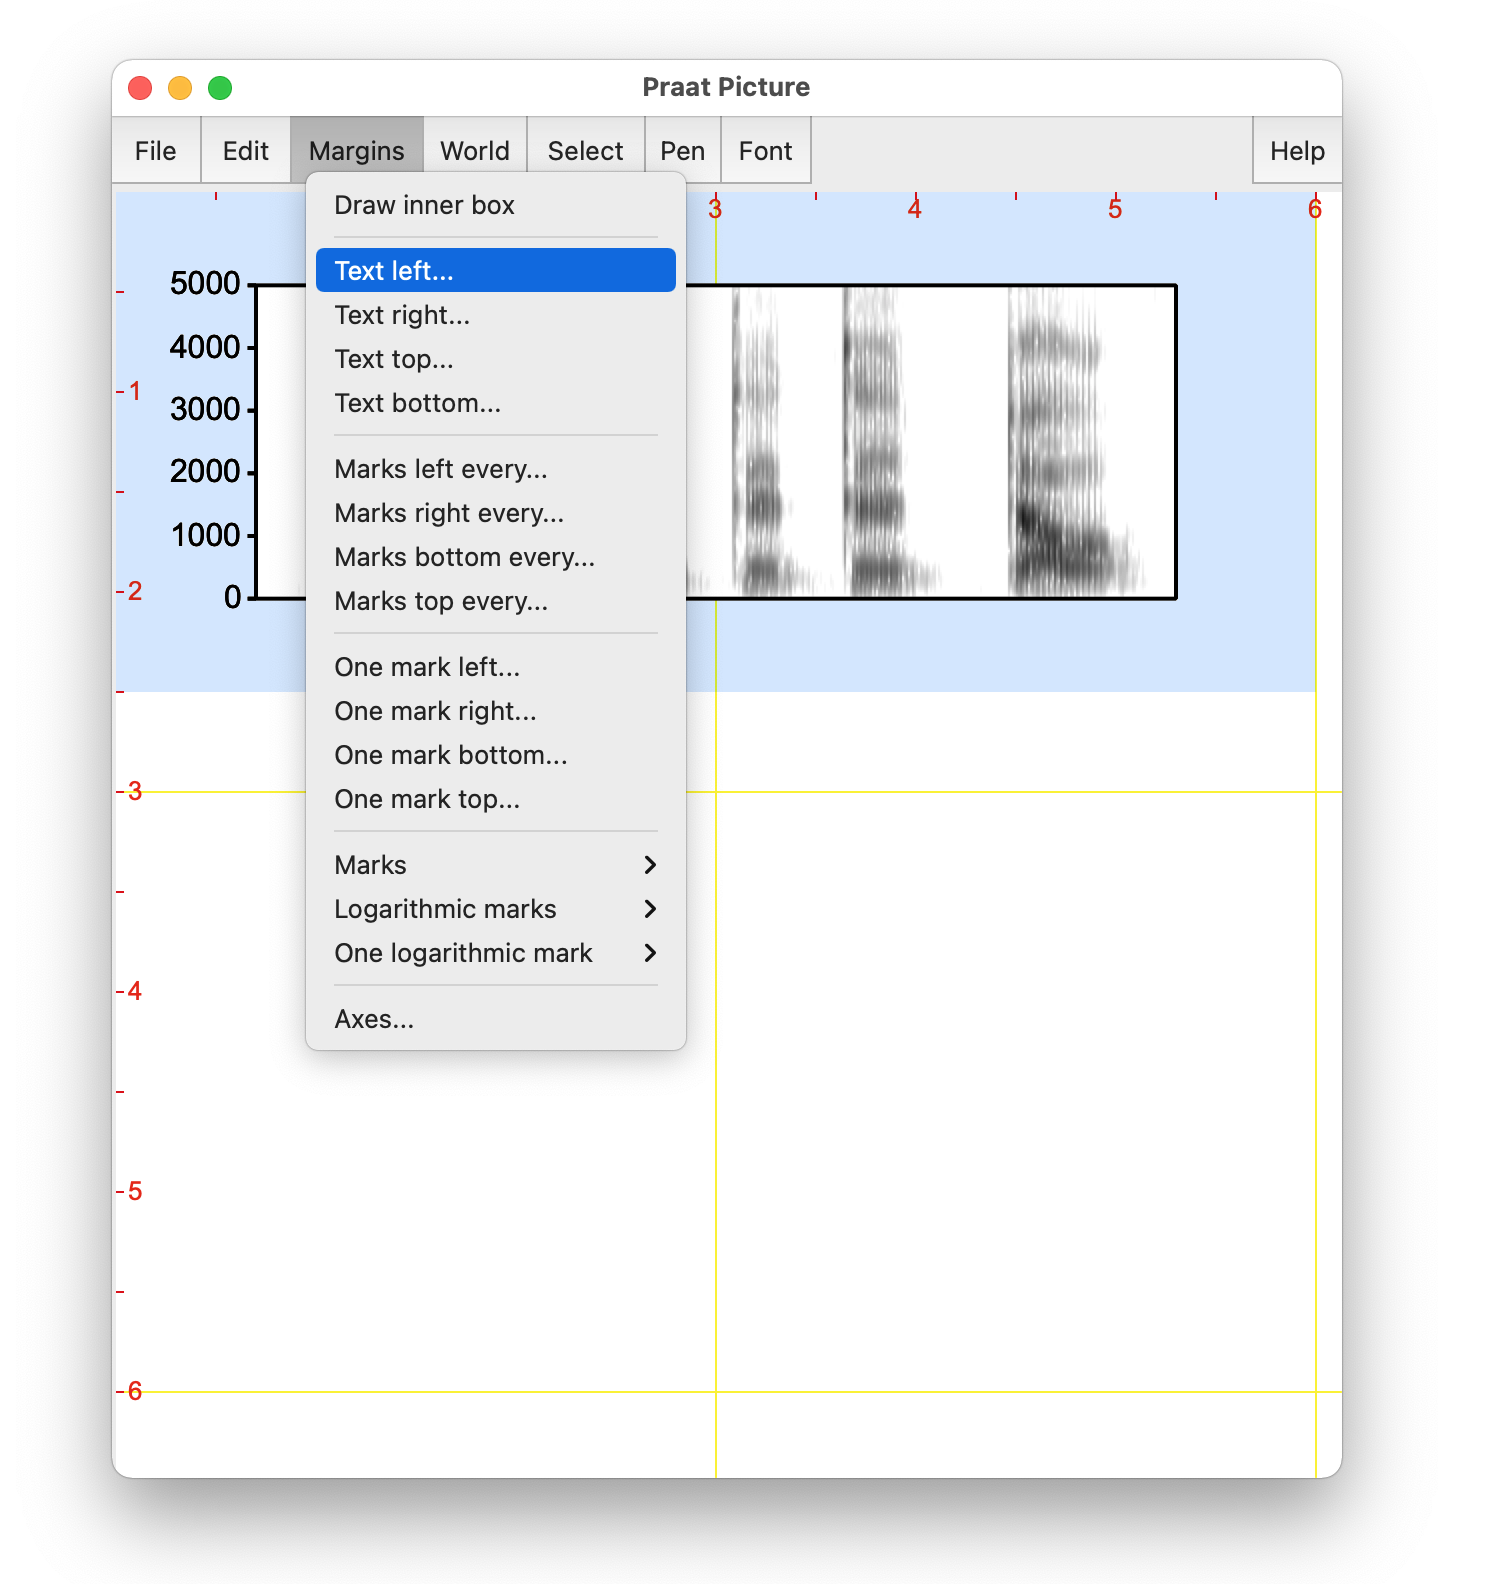 Praat Picture
File Edit Margins World Select Pen Font Help
Draw inner box
Text left...
Text right...
Text top...
Text bottom...
Marks left every...
Marks right every...
Marks bottom every...
Marks top every...
One mark left...
One mark right...
One mark bottom...
One mark top...
Marks
Logarithmic marks
One logarithmic mark
Axes...
3 4 5 6
5000
4000
3000
2000
1000
0
1
2
3
4
5
6